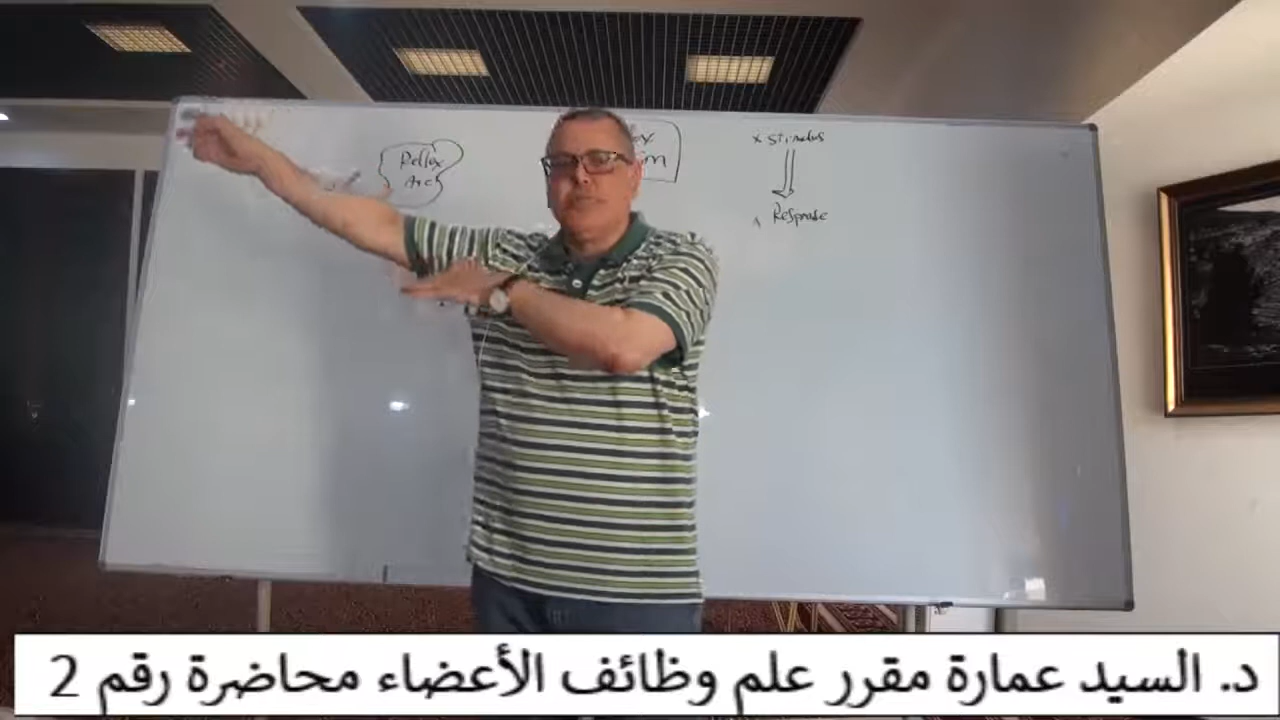 Reflex
Arc
* Stimulus
Response
د. السيد عمارة مقرر علم وظائف الأعضاء محاضرة رقم 2